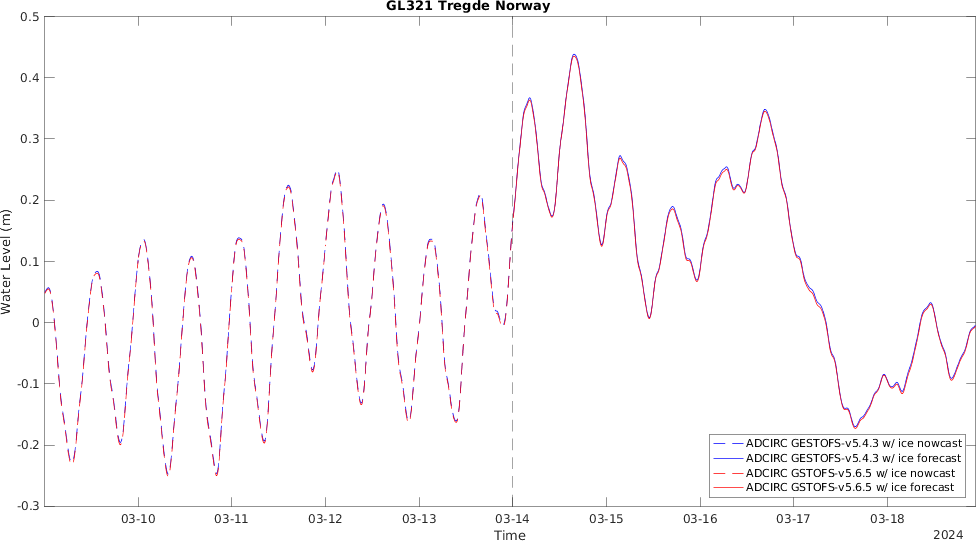 GL321 Tregde Norway
0.5
0.4
0.3
0.2
0.1
0
-0.1
-0.2
-0.3
Water Level (m)
ADCIRC GESTOFS-v5.4.3 w/ ice nowcast
ADCIRC GESTOFS-v5.4.3 w/ ice forecast
ADCIRC GSTOFS-v5.6.5 w/ ice nowcast
ADCIRC GSTOFS-v5.6.5 w/ ice forecast
03-10 03-11 03-12 03-13 03-14 03-15 03-16 03-17 03-18
Time
2024